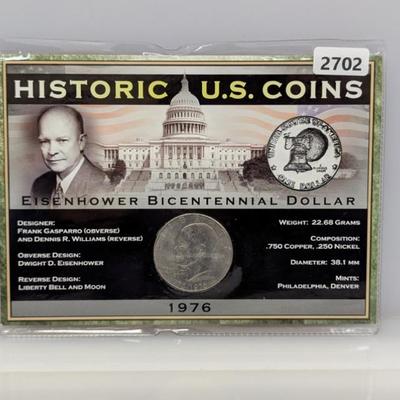 2702
HISTORIC U.S. COINS
EISENHOWER BICENTENNIAL DOLLAR
DESIGNER:
FRANK GASPARRO (OBVERSE)
AND DENNIS R. WILLIAMS (REVERSE)
OBVERSE DESIGN:
DWIGHT D. EISENHOWER
REVERSE DESIGN:
LIBERTY BELL AND MOON
WEIGHT: 22.68 GRAMS
COMPOSITION:
.750 COPPER, .250 NICKEL
DIAMETER: 38.1 MM
MINTS:
PHILADELPHIA, DENVER
1976